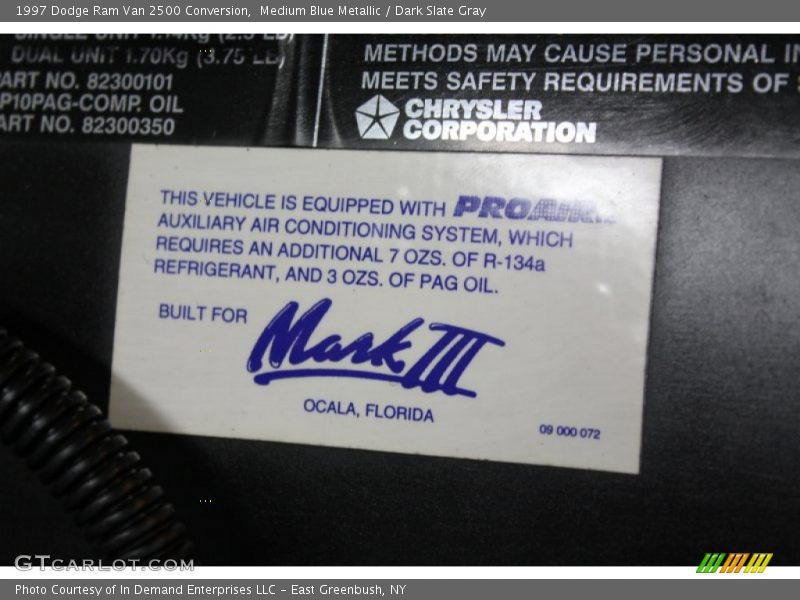 1997 Dodge Ram Van 2500 Conversion, Medium Blue Metallic / Dark Slate Gray
DUAL UNIT 1.70Kg (3.75 LB)
PART NO. 82300101
P10PAG-COMP. OIL
PART NO. 82300350
METHODS MAY CAUSE PERSONAL
MEETS SAFETY REQUIREMENTS OF
CHRYSLER
CORPORATION
THIS VEHICLE IS EQUIPPED WITH PROAIR
AUXILIARY AIR CONDITIONING SYSTEM, WHICH
REQUIRES AN ADDITIONAL 7 OZS. OF R-134a
REFRIGERANT, AND 3 OZS. OF PAG OIL.
BUILT FOR Mark III
OCALA, FLORIDA
09 000 072
GTCARLOT.COM
Photo Courtesy of In Demand Enterprises LLC – East Greenbush, NY